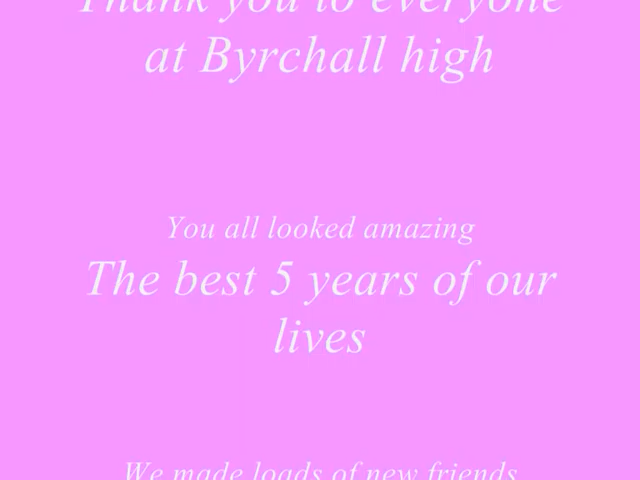 Thank you to everyone
at Byrchall high
You all looked amazing
The best 5 years of our
lives
We made loads of new friends